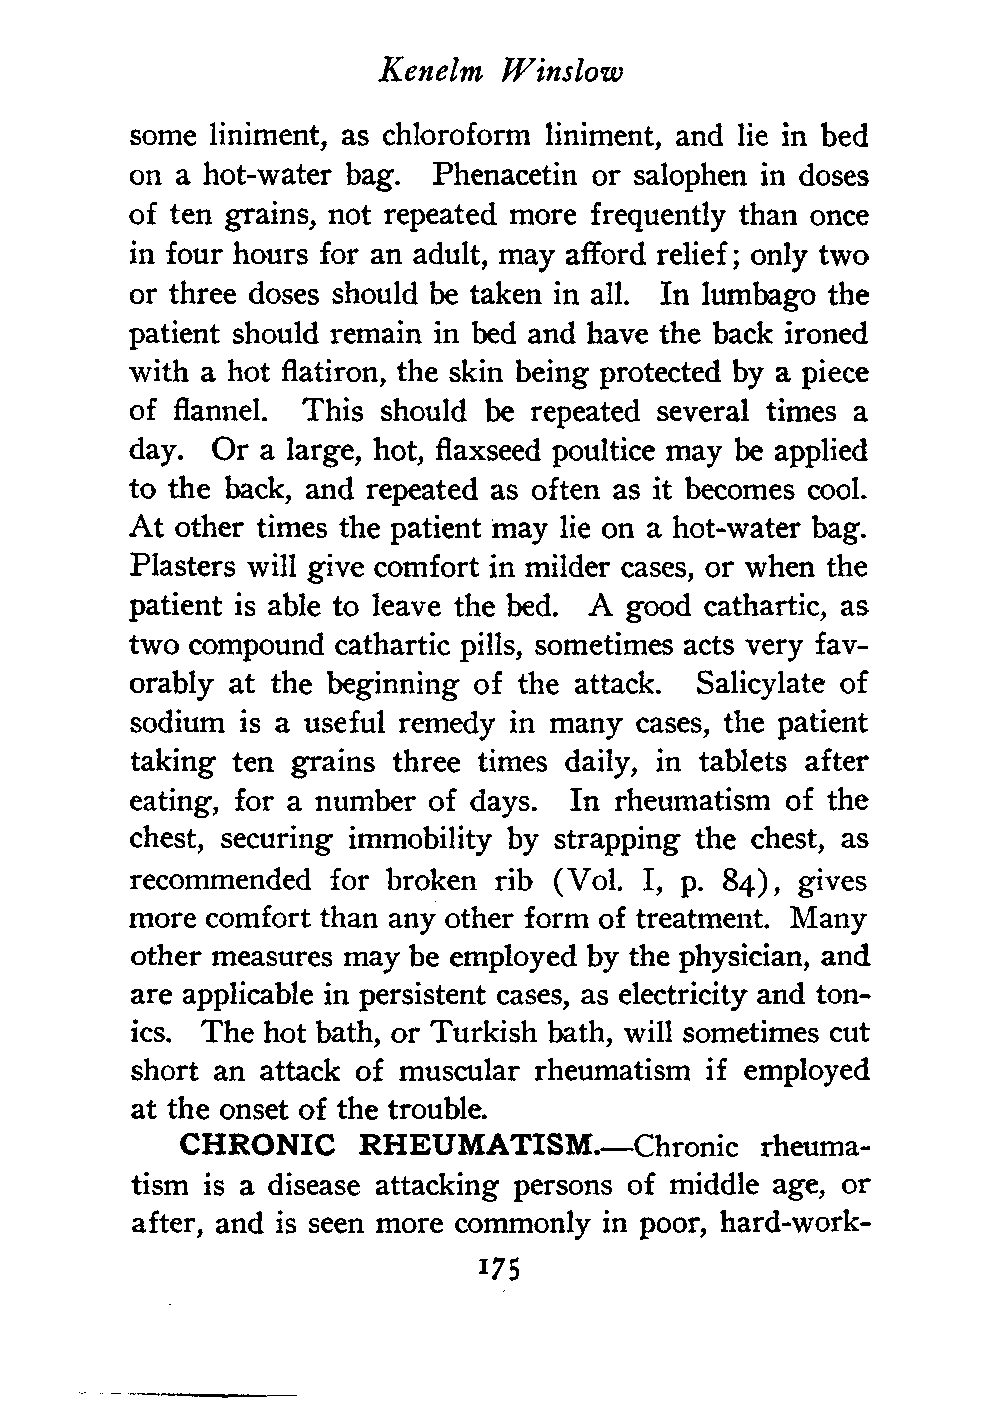 Kenelm Winslow
some liniment, as chloroform liniment, and lie in bed
on a hot-water bag. Phenacetin or salophen in doses
of ten grains, not repeated more frequently than once
in four hours for an adult, may afford relief; only two
or three doses should be taken in all. In lumbago the
patient should remain in bed and have the back ironed
with a hot flatiron, the skin being protected by a piece
of flannel. This should be repeated several times a
day. Or a large, hot, flaxseed poultice may be applied
to the back, and repeated as often as it becomes cool.
At other times the patient may lie on a hot-water bag.
Plasters will give comfort in milder cases, or when the
patient is able to leave the bed. A good cathartic, as
two compound cathartic pills, sometimes acts very fav-
orably at the beginning of the attack. Salicylate of
sodium is a useful remedy in many cases, the patient
taking ten grains three times daily, in tablets after
eating, for a number of days. In rheumatism of the
chest, securing immobility by strapping the chest, as
recommended for broken rib (Vol. I, p. 84), gives
more comfort than any other form of treatment. Many
other measures may be employed by the physician, and
are applicable in persistent cases, as electricity and ton-
ics. The hot bath, or Turkish bath, will sometimes cut
short an attack of muscular rheumatism if employed
at the onset of the trouble.
CHRONIC RHEUMATISM.—Chronic rheuma-
tism is a disease attacking persons of middle age, or
after, and is seen more commonly in poor, hard-work-
175